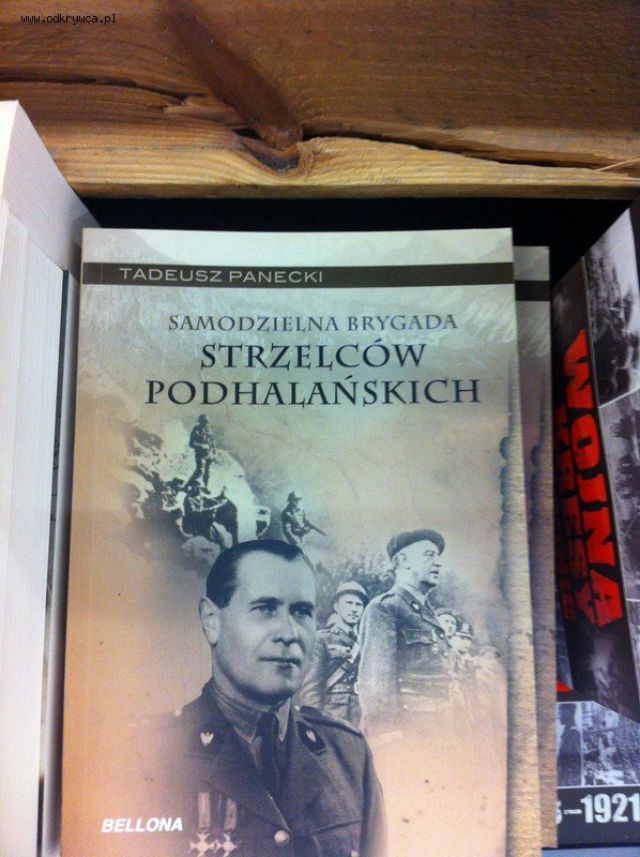 www.odkrywca.pl
TADEUSZ PANECKI
SAMODZIELNA BRYGADA
STRZELCÓW
PODHALAŃSKICH
BELLONA
WOJNA
–1921